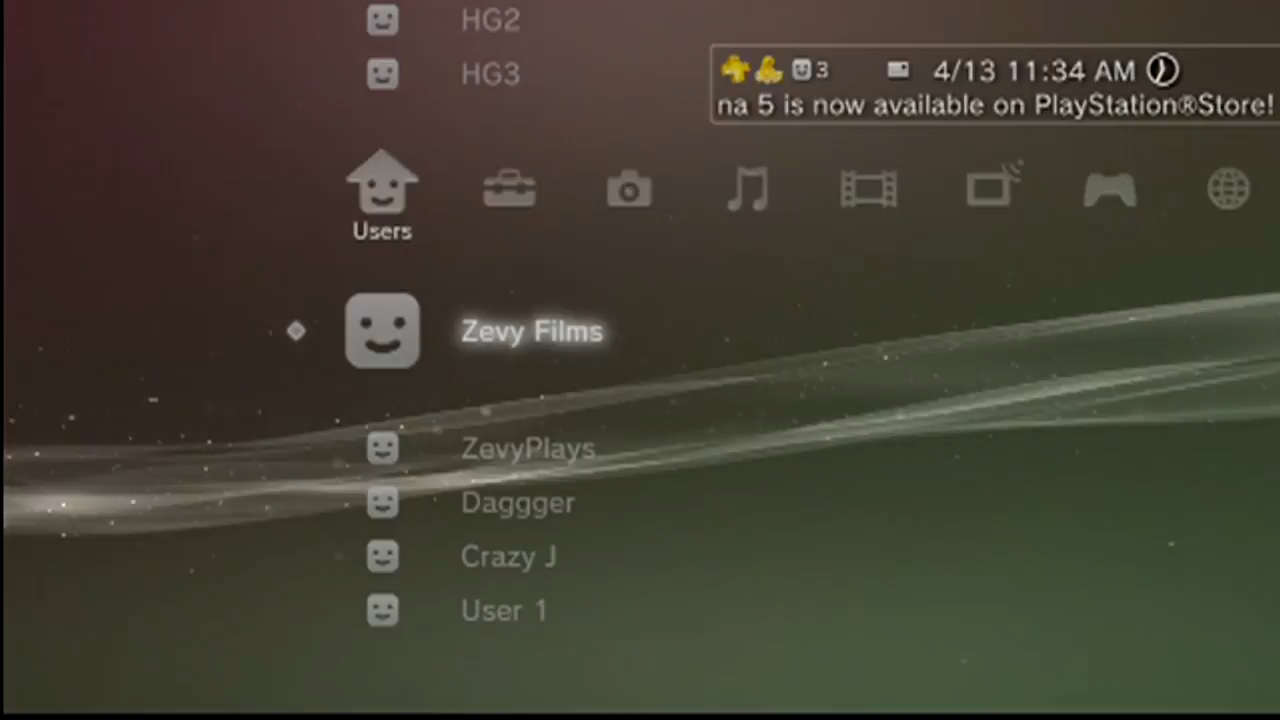 HG2
HG3
3 4/13 11:34 AM
na 5 is now available on PlayStation®Store!
Users
Zevy Films
ZevyPlays
Daggger
Crazy J
User 1